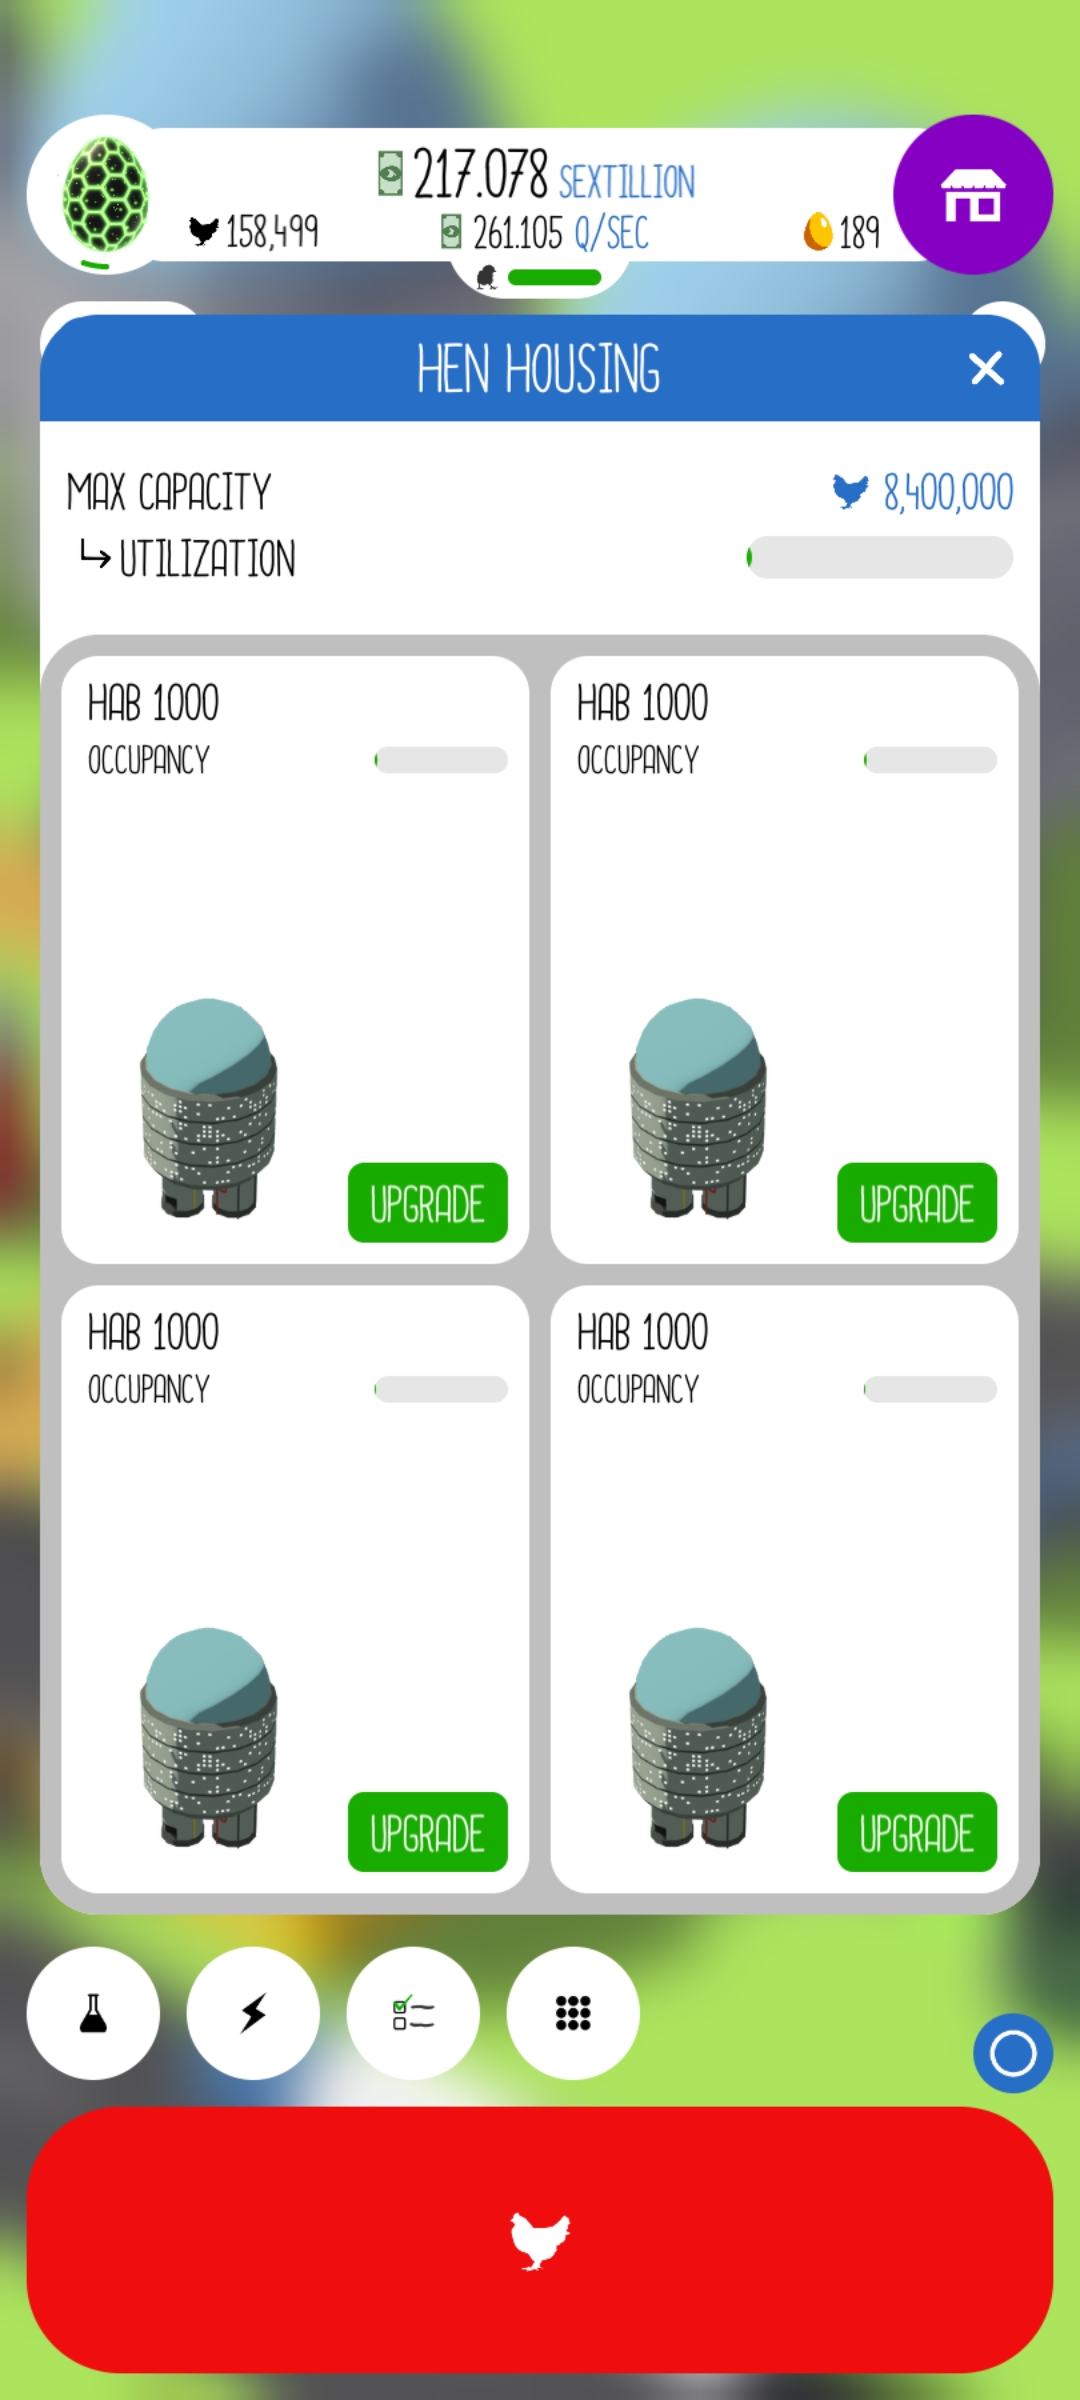 217.078 SEXTILLION
158,499 261.105 Q/SEC 189
HEN HOUSING
MAX CAPACITY 8,400,000
UTILIZATION
HAB 1000
OCCUPANCY
UPGRADE
HAB 1000
OCCUPANCY
UPGRADE
HAB 1000
OCCUPANCY
UPGRADE
HAB 1000
OCCUPANCY
UPGRADE